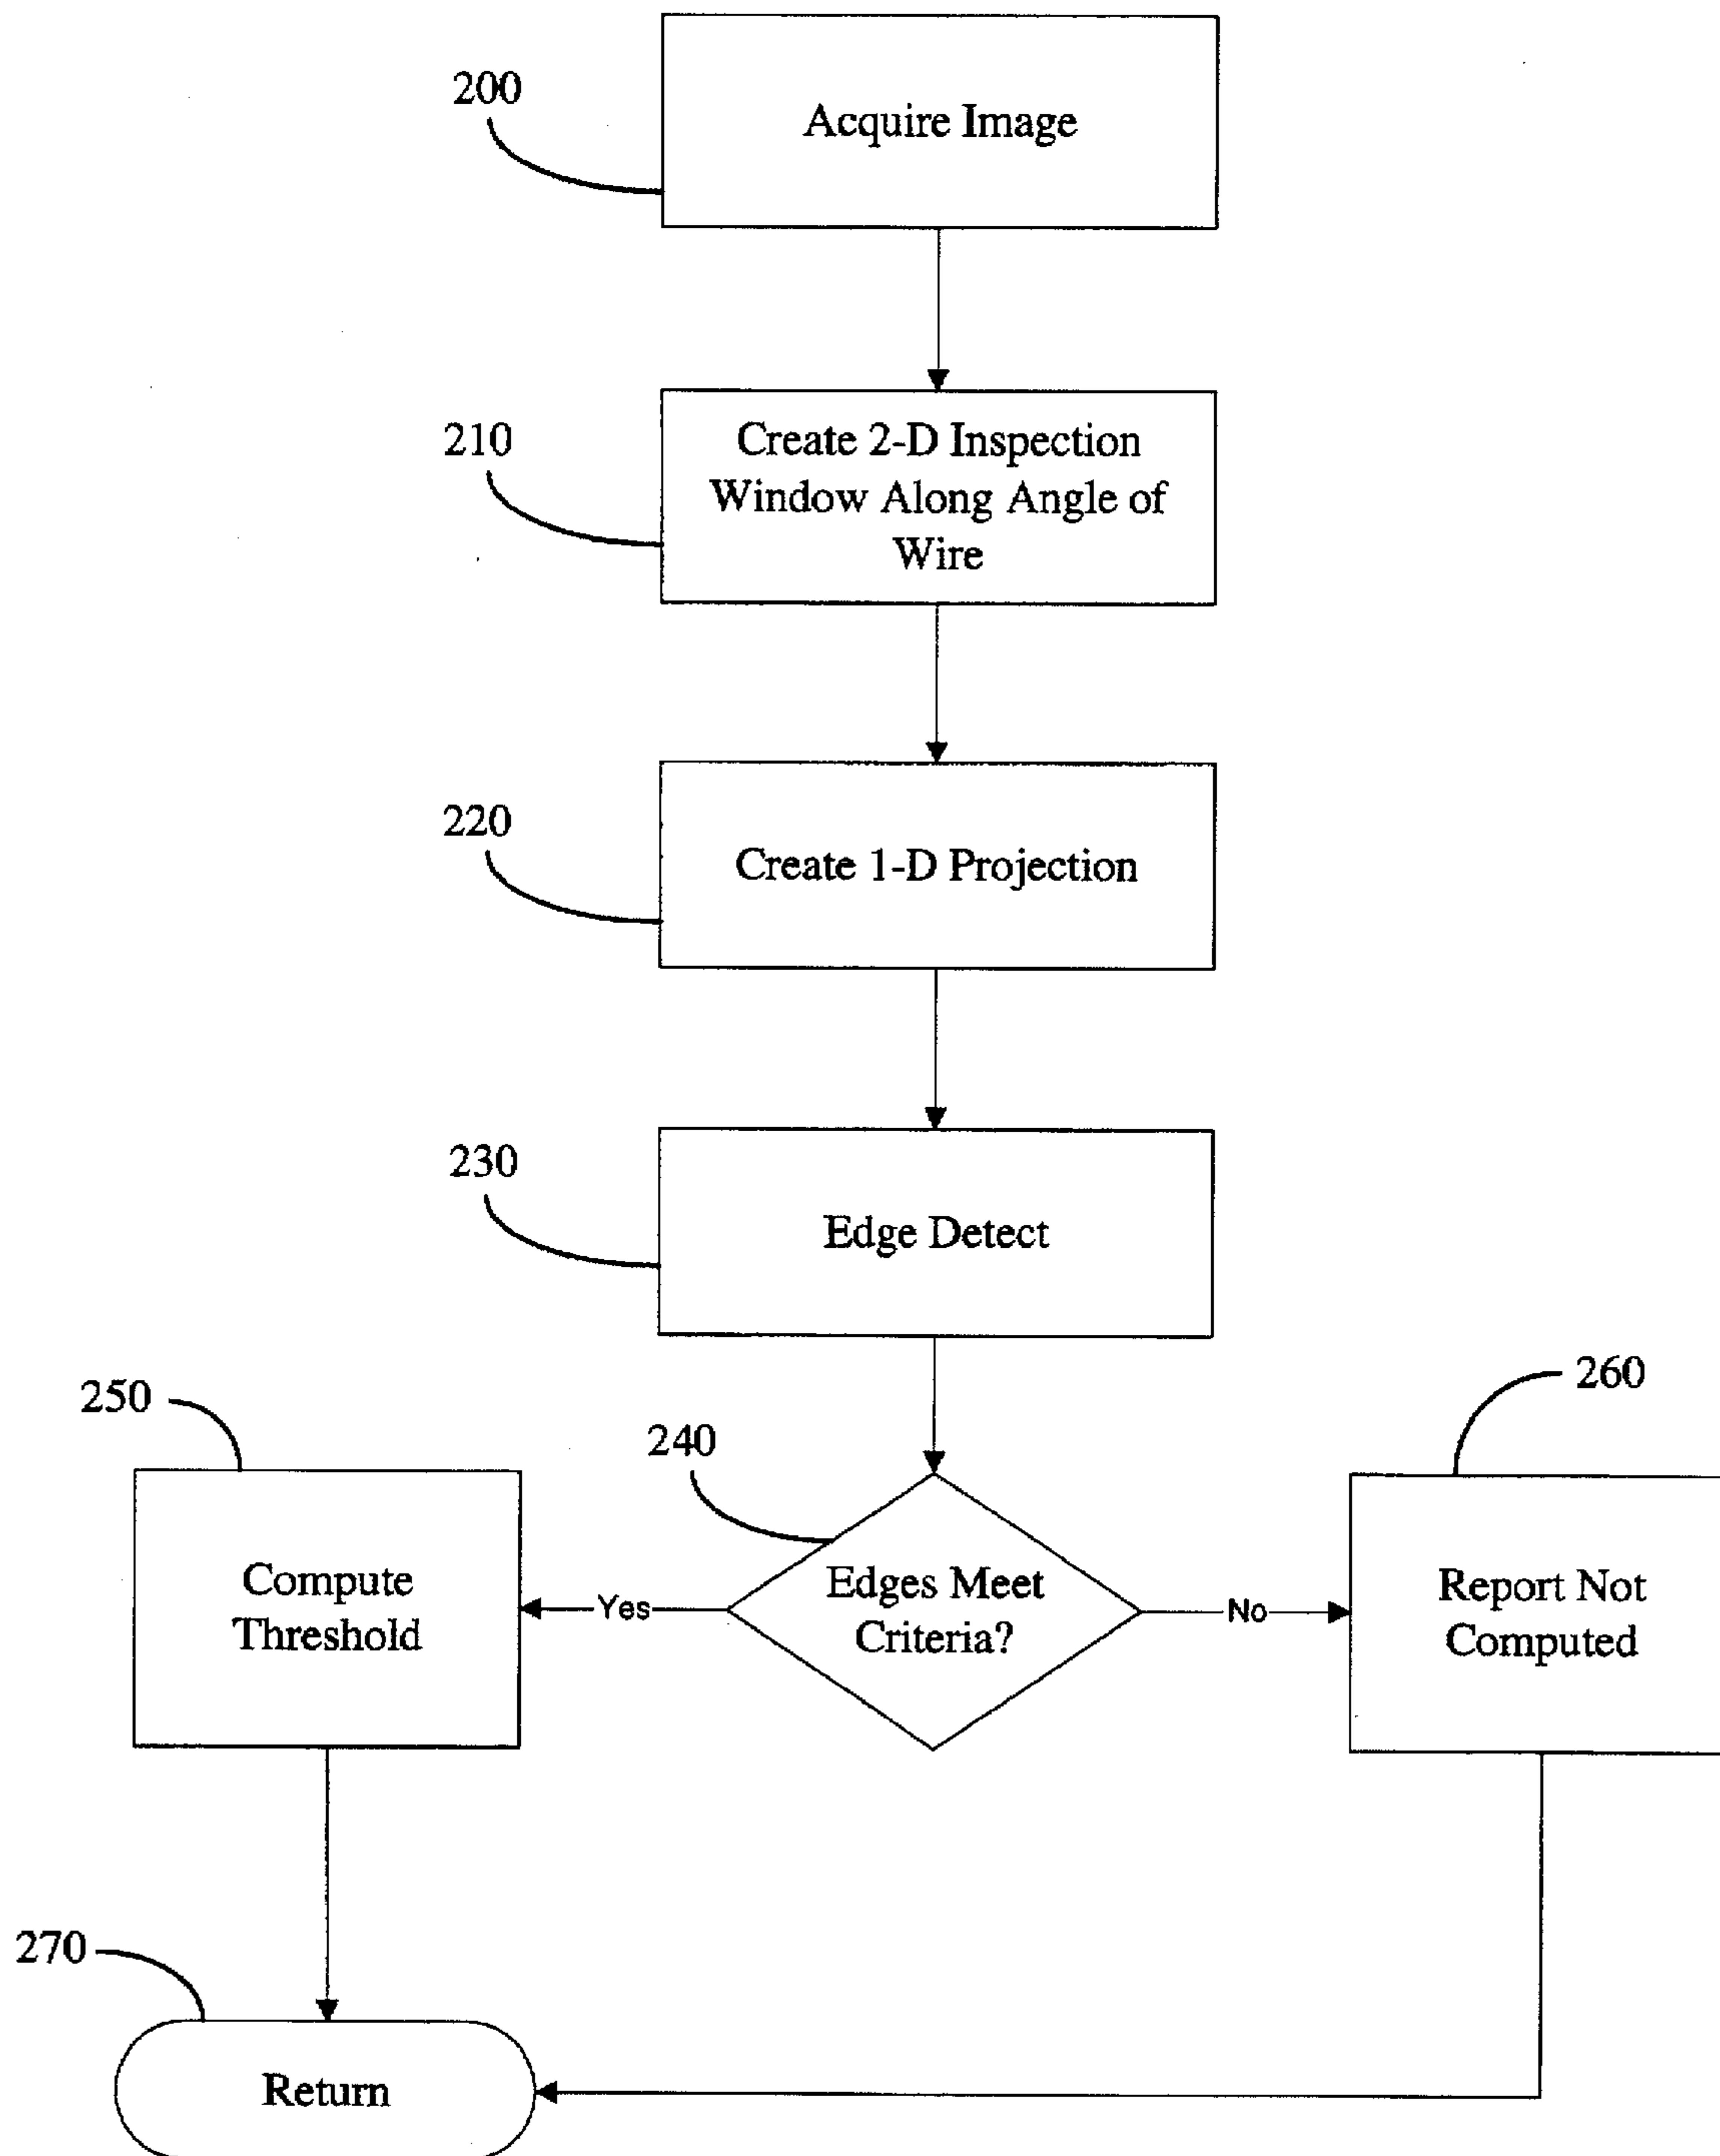 200
Acquire Image
210
Create 2-D Inspection
Window Along Angle of
Wire
220
Create 1-D Projection
230
Edge Detect
250
240
260
Compute
Threshold
Yes
Edges Meet
Criteria?
No
Report Not
Computed
270
Return